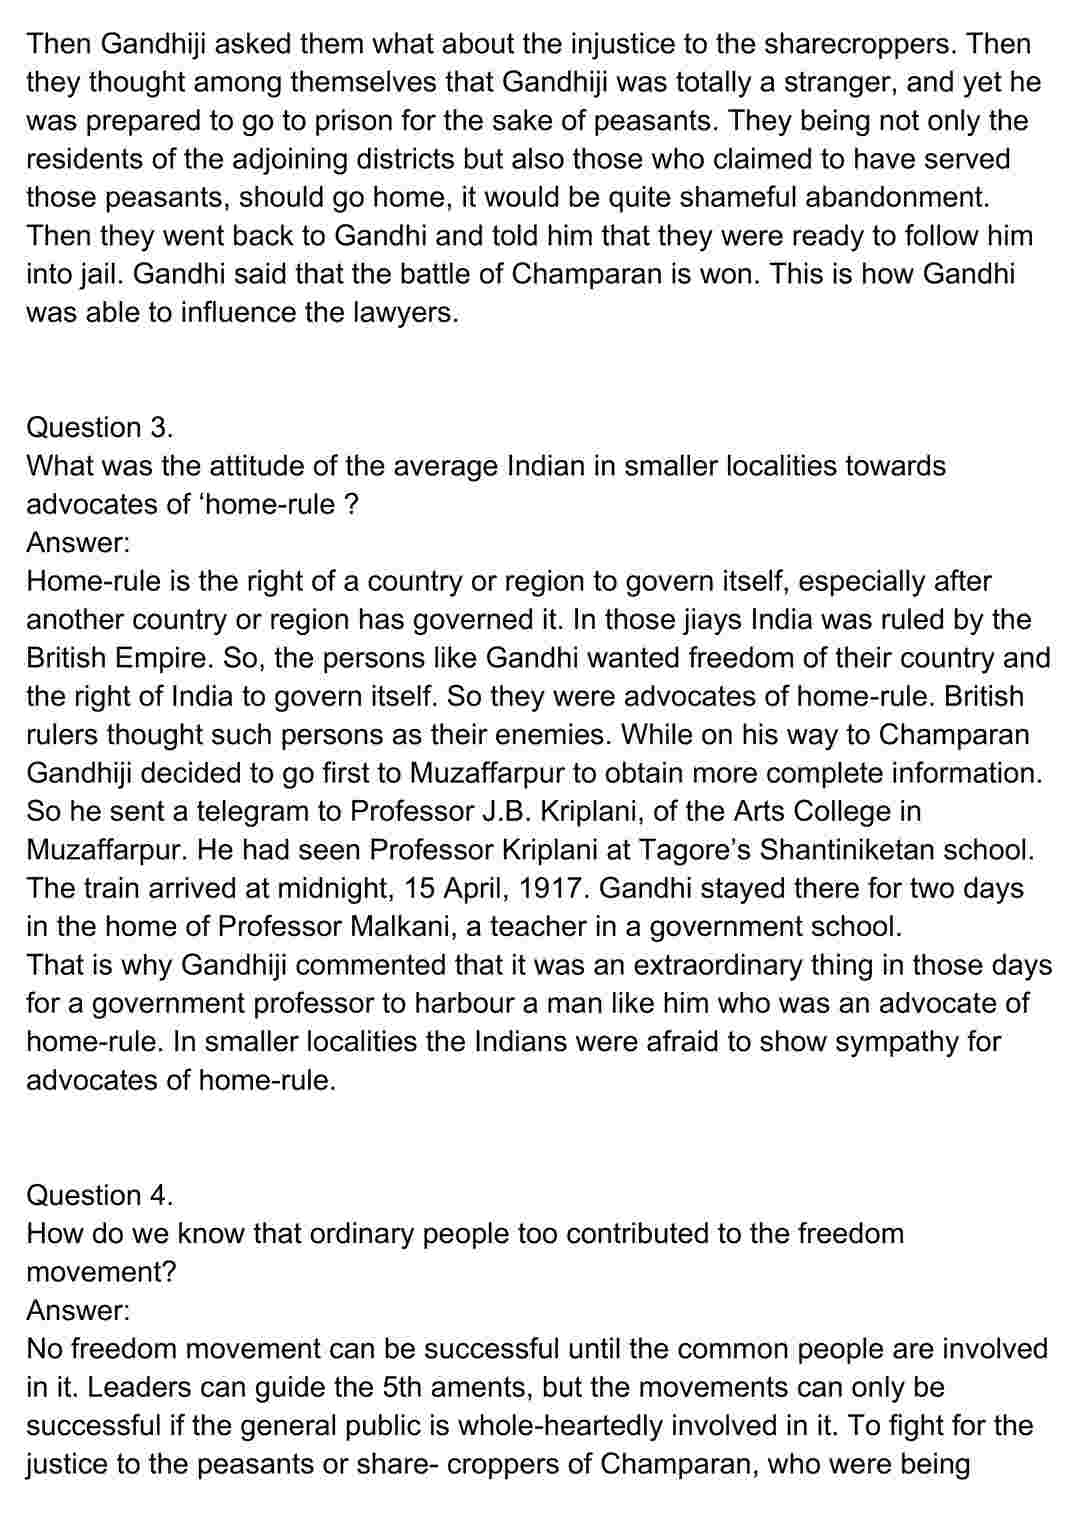 Then Gandhiji asked them what about the injustice to the sharecroppers. Then
they thought among themselves that Gandhiji was totally a stranger, and yet he
was prepared to go to prison for the sake of peasants. They being not only the
residents of the adjoining districts but also those who claimed to have served
those peasants, should go home, it would be quite shameful abandonment.
Then they went back to Gandhi and told him that they were ready to follow him
into jail. Gandhi said that the battle of Champaran is won. This is how Gandhi
was able to influence the lawyers.
Question 3.
What was the attitude of the average Indian in smaller localities towards
advocates of ‘home-rule ?
Answer:
Home-rule is the right of a country or region to govern itself, especially after
another country or region has governed it. In those jiays India was ruled by the
British Empire. So, the persons like Gandhi wanted freedom of their country and
the right of India to govern itself. So they were advocates of home-rule. British
rulers thought such persons as their enemies. While on his way to Champaran
Gandhiji decided to go first to Muzaffarpur to obtain more complete information.
So he sent a telegram to Professor J.B. Kriplani, of the Arts College in
Muzaffarpur. He had seen Professor Kriplani at Tagore’s Shantiniketan school.
The train arrived at midnight, 15 April, 1917. Gandhi stayed there for two days
in the home of Professor Malkani, a teacher in a government school.
That is why Gandhiji commented that it was an extraordinary thing in those days
for a government professor to harbour a man like him who was an advocate of
home-rule. In smaller localities the Indians were afraid to show sympathy for
advocates of home-rule.
Question 4.
How do we know that ordinary people too contributed to the freedom
movement?
Answer:
No freedom movement can be successful until the common people are involved
in it. Leaders can guide the 5th aments, but the movements can only be
successful if the general public is whole-heartedly involved in it. To fight for the
justice to the peasants or share- croppers of Champaran, who were being